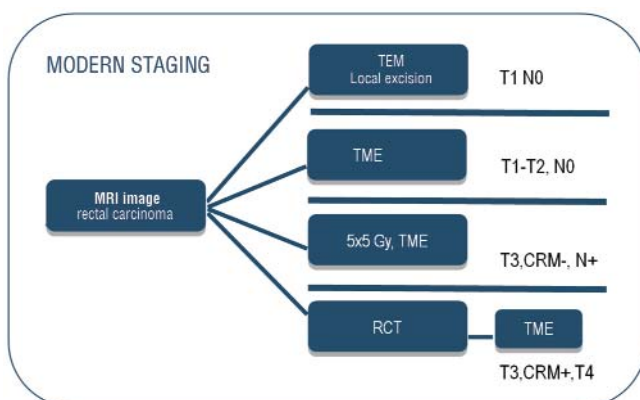 MODERN STAGING
TEM
Local excision
T1 N0
TME
T1-T2, N0
MRI image
rectal carcinoma
5x5 Gy, TME
T3,CRM-, N+
RCT
TME
T3,CRM+,T4